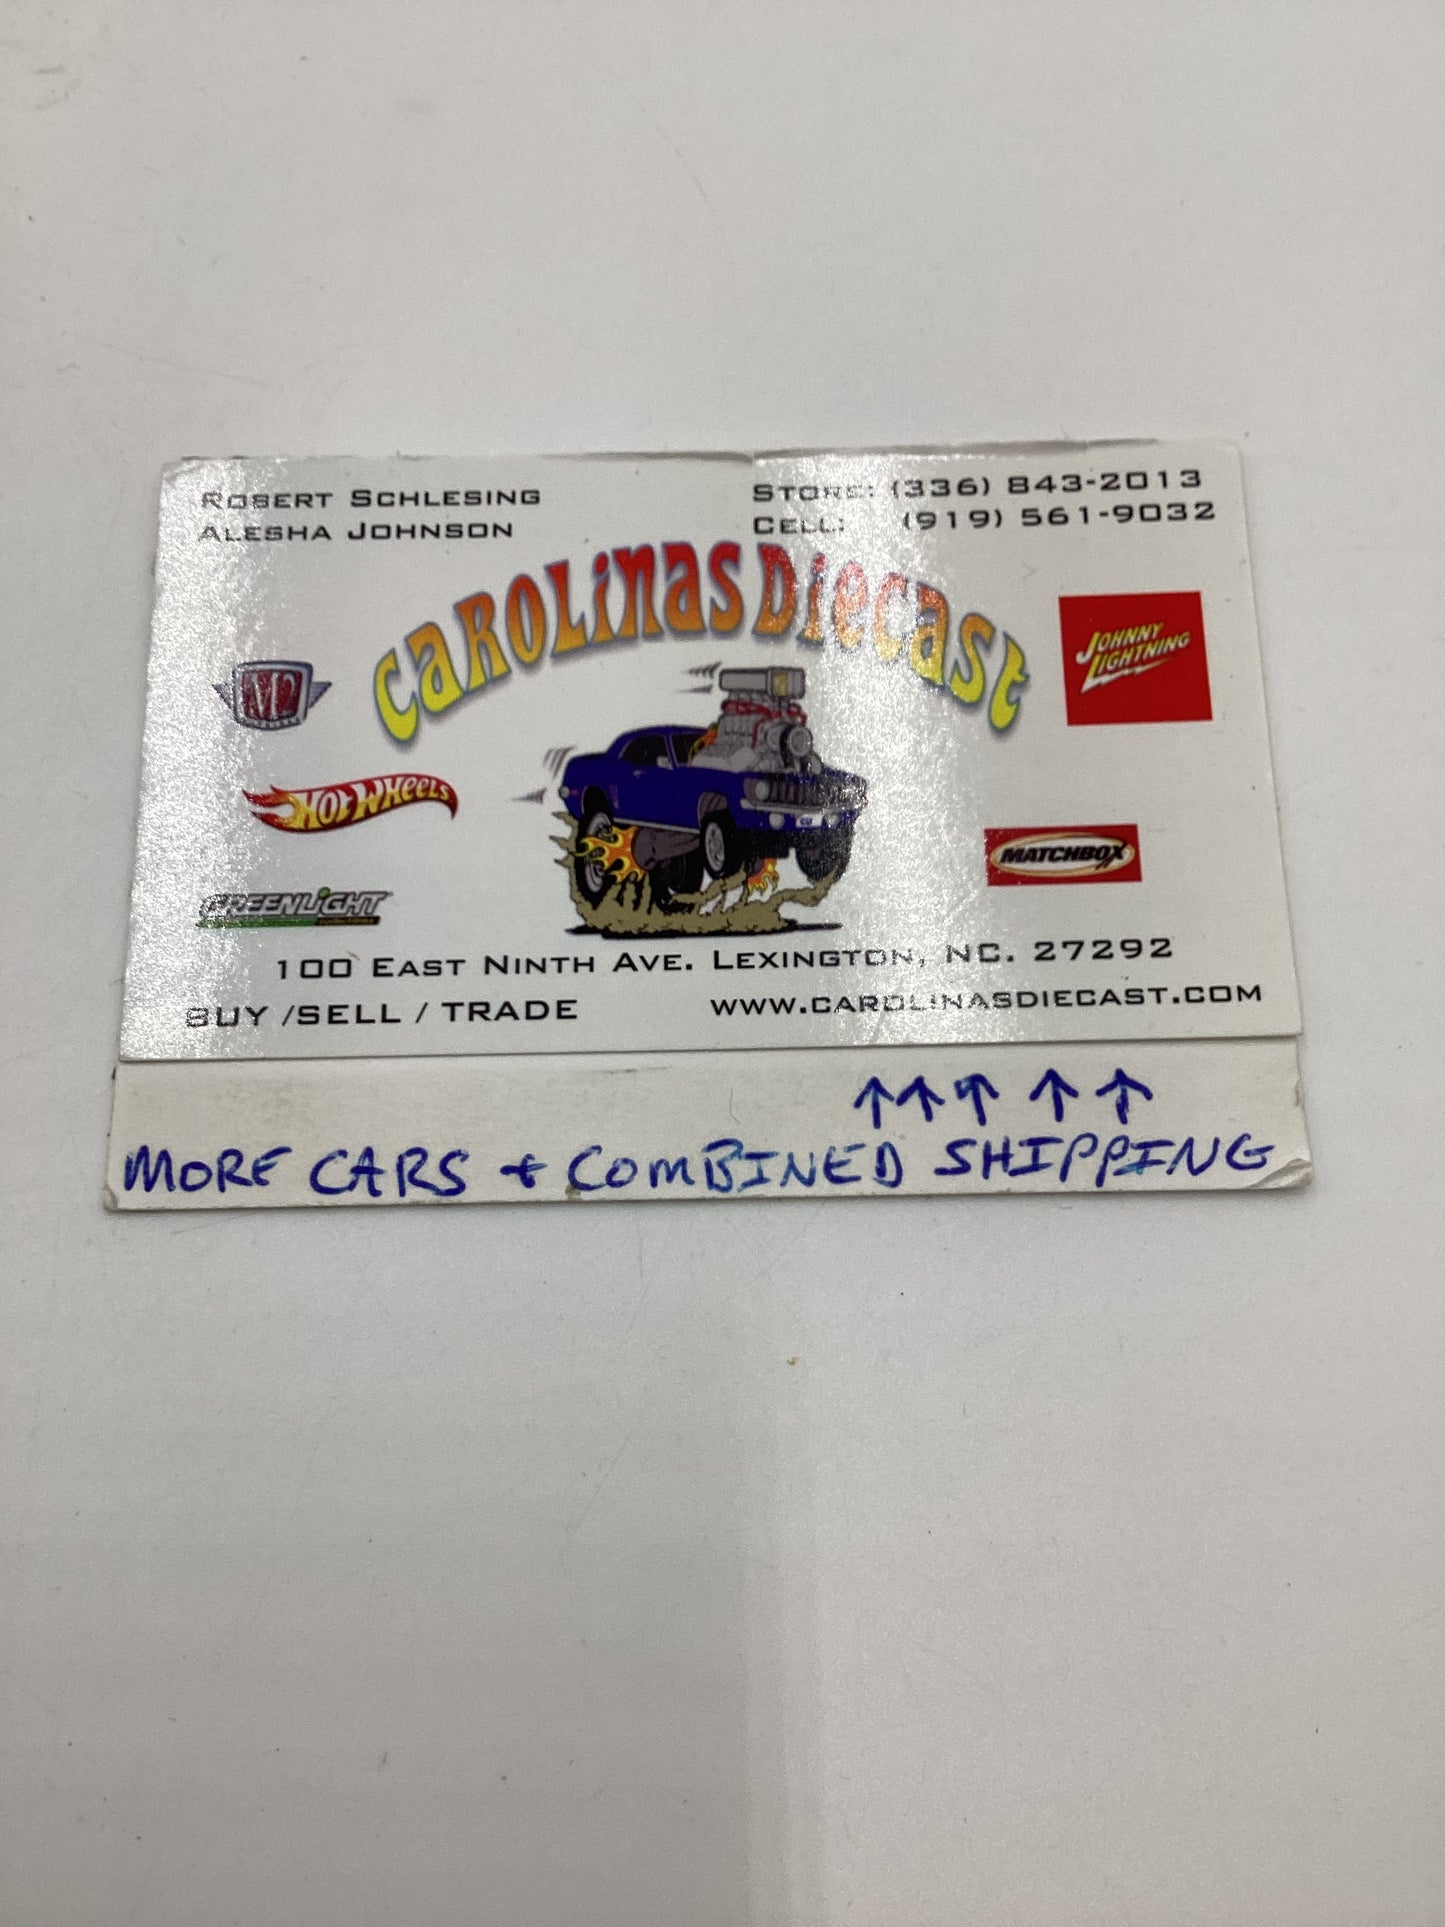 ROBERT SCHLESING
ALESHA JOHNSON
STORE: (336) 843-2013
CELL: (919) 561-9032
CAROLINAS DIECAST
M2
JOHNNY LIGHTNING
HOT WHEELS
MATCHBOX
GREENLIGHT
100 EAST NINTH AVE. LEXINGTON, NC. 27292
BUY /SELL / TRADE
WWW.CAROLINASDIECAST.COM
↑↑↑↑↑
MORE CARS + COMBINED SHIPPING